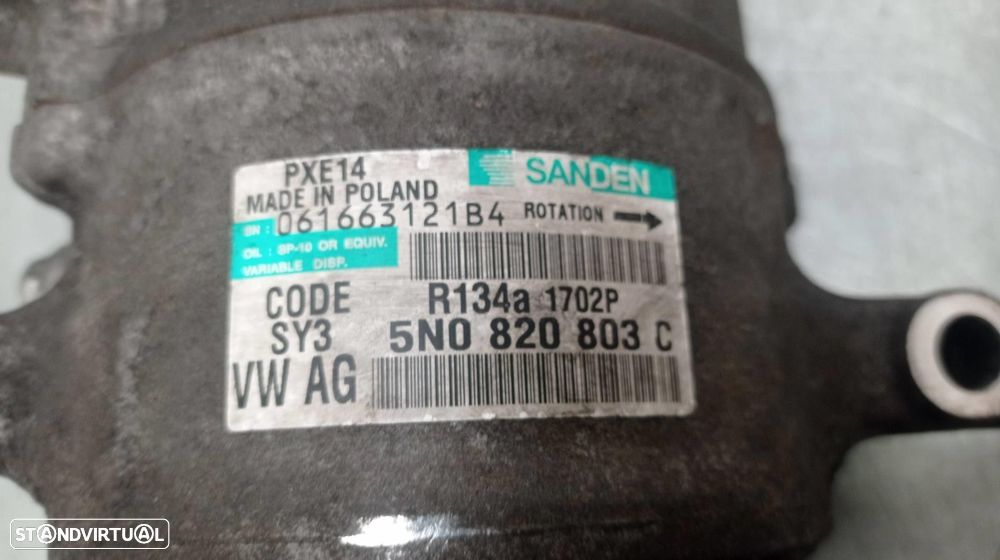 PXE14
SANDEN
MADE IN POLAND
SN : 061663121B4 ROTATION
OIL : SP-10 OR EQUIV.
VARIABLE DISP.
CODE R134a 1702P
SY3 5N0 820 803 C
VW AG
STANDVIRTUAL